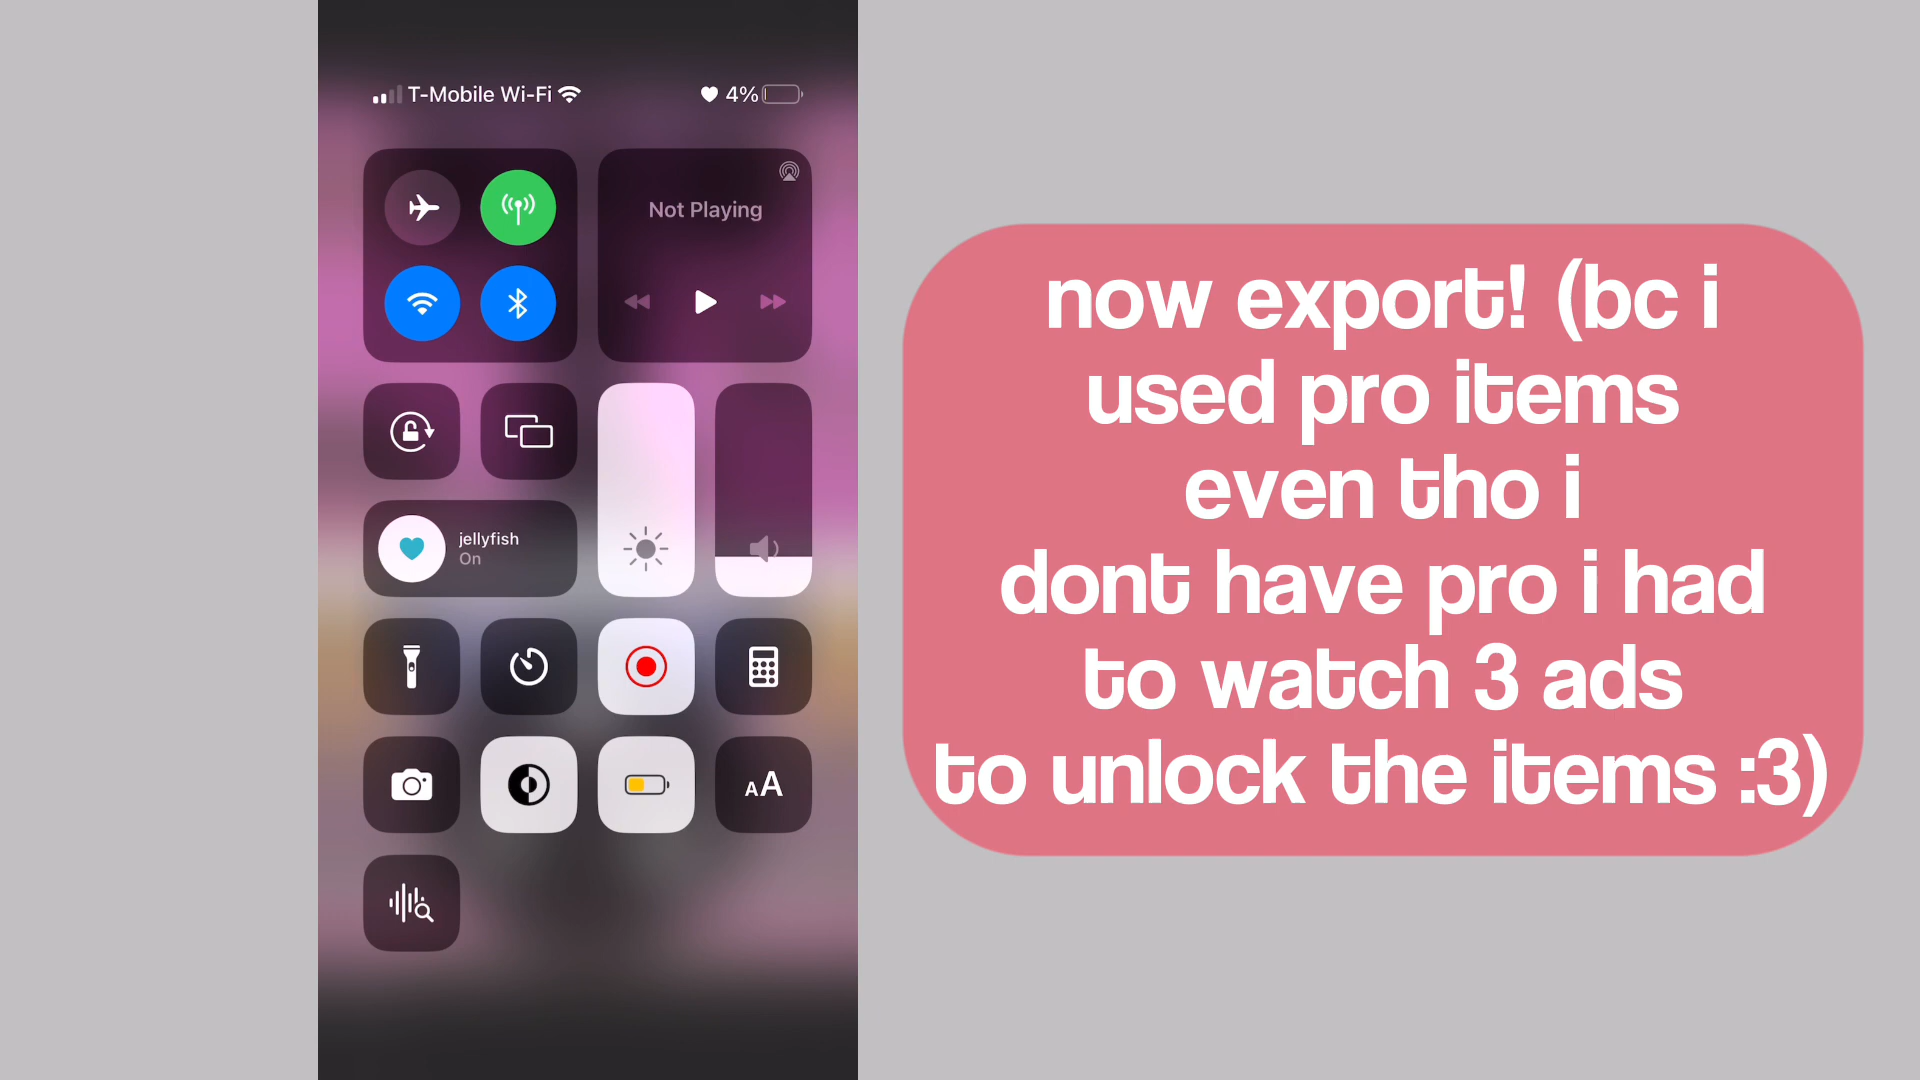 T-Mobile Wi-Fi
4%
Not Playing
jellyfish
On
AA
now export! (bc i
used pro items
even tho i
dont have pro i had
to watch 3 ads
to unlock the items :3)